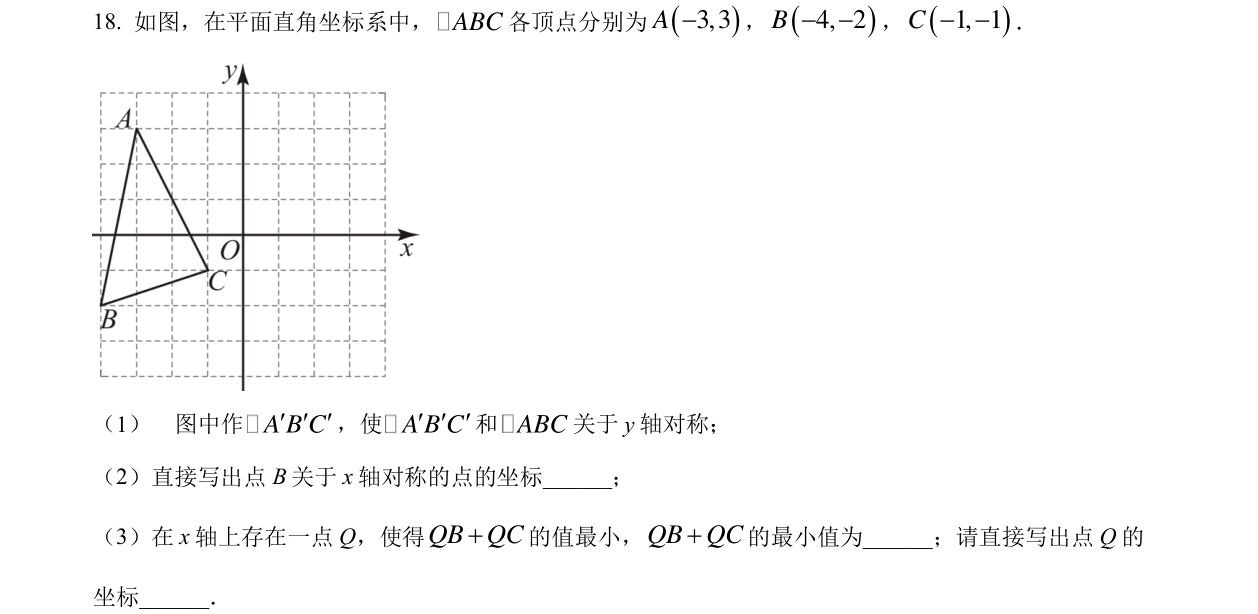 18. 如图，在平面直角坐标系中，□ABC 各顶点分别为 A(−3,3)，B(−4,−2)，C(−1,−1)．
y
A
O
x
C
B
（1） 图中作□A′B′C′，使□A′B′C′和□ABC 关于 y 轴对称；
（2）直接写出点 B 关于 x 轴对称的点的坐标______；
（3）在 x 轴上存在一点 Q，使得 QB+QC 的值最小，QB+QC 的最小值为______；请直接写出点 Q 的
坐标______．